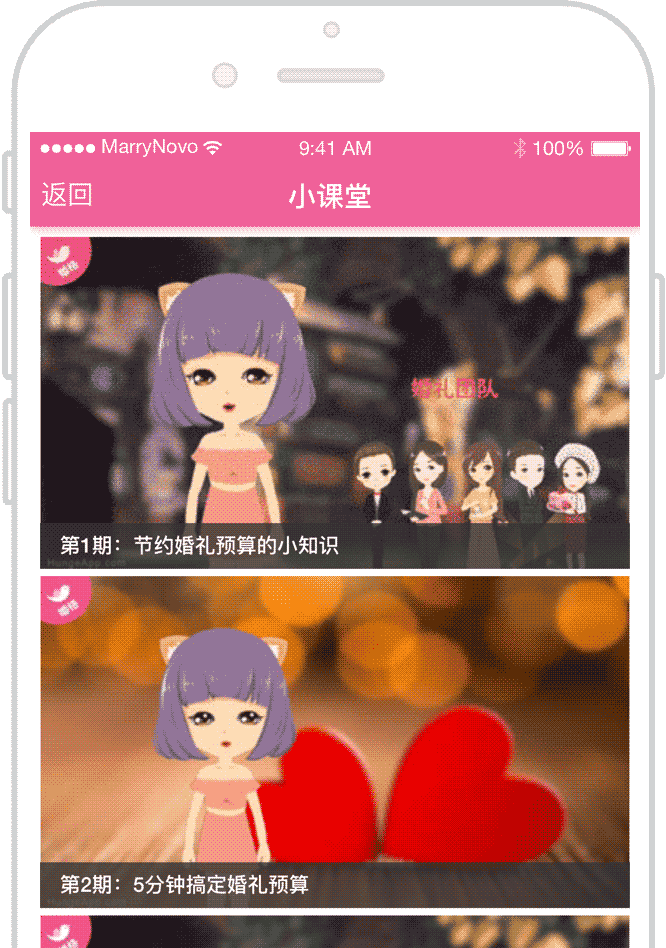 MarryNovo
9:41 AM
100%
返回
小课堂
婚礼团队
第1期：节约婚礼预算的小知识
第2期：5分钟搞定婚礼预算